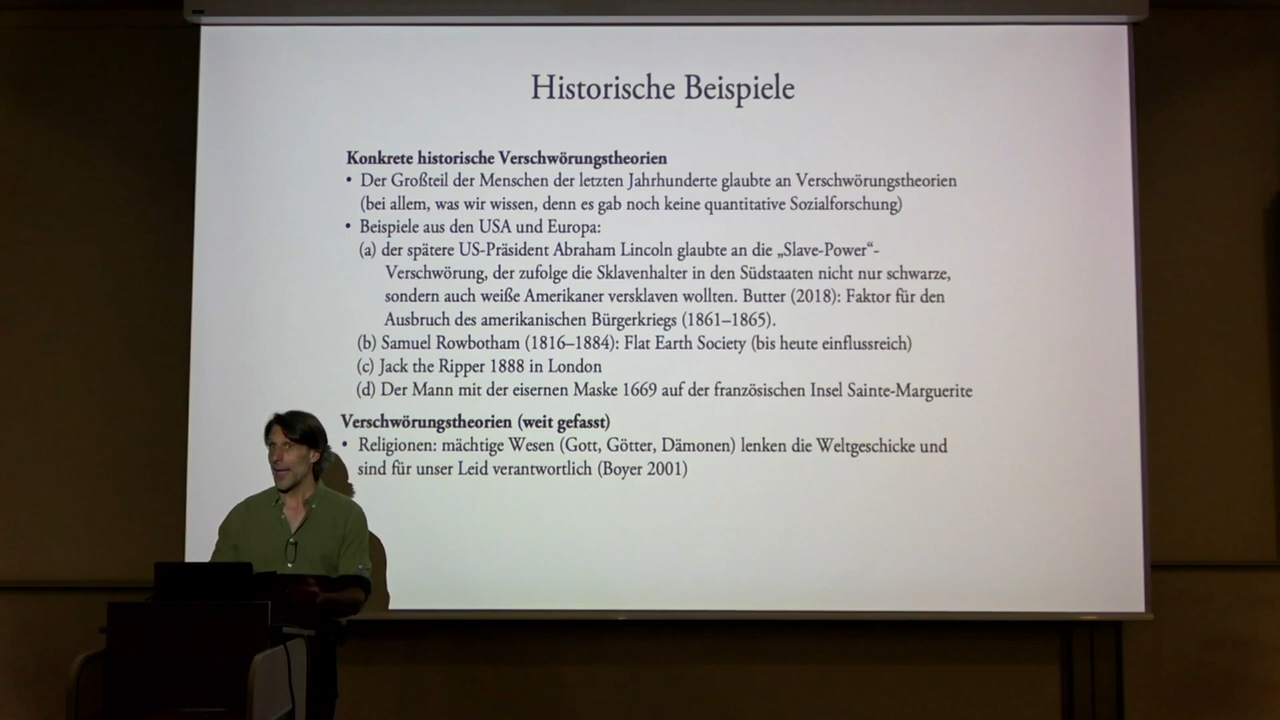 Historische Beispiele
Konkrete historische Verschwörungstheorien
• Der Großteil der Menschen der letzten Jahrhunderte glaubte an Verschwörungstheorien
(bei allem, was wir wissen, denn es gab noch keine quantitative Sozialforschung)
• Beispiele aus den USA und Europa:
(a) der spätere US-Präsident Abraham Lincoln glaubte an die „Slave-Power“-
Verschwörung, der zufolge die Sklavenhalter in den Südstaaten nicht nur schwarze,
sondern auch weiße Amerikaner versklaven wollten. Butter (2018): Faktor für den
Ausbruch des amerikanischen Bürgerkriegs (1861–1865).
(b) Samuel Rowbotham (1816–1884): Flat Earth Society (bis heute einflussreich)
(c) Jack the Ripper 1888 in London
(d) Der Mann mit der eisernen Maske 1669 auf der französischen Insel Sainte-Marguerite
Verschwörungstheorien (weit gefasst)
• Religionen: mächtige Wesen (Gott, Götter, Dämonen) lenken die Weltgeschicke und
sind für unser Leid verantwortlich (Boyer 2001)